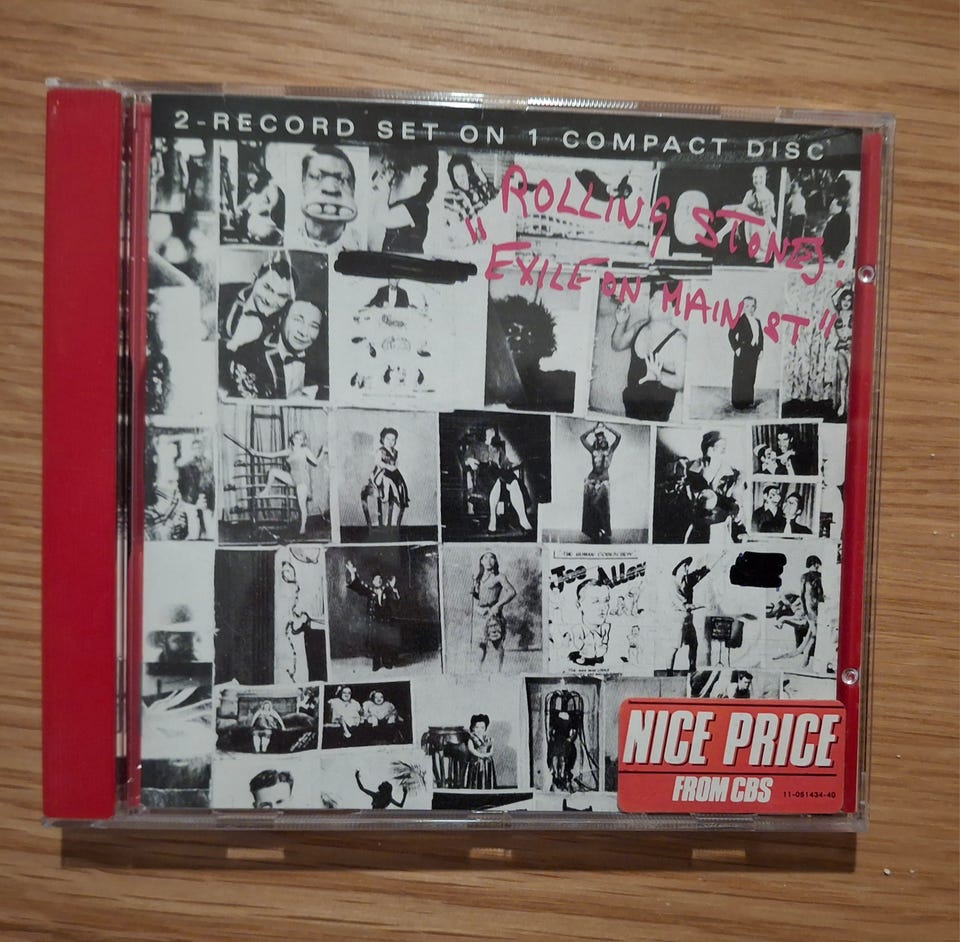 2-RECORD SET ON 1 COMPACT DISC
ROLLING STONES:
"EXILE ON MAIN ST"
Joe Allen
NICE PRICE
FROM CBS
11-051434-40